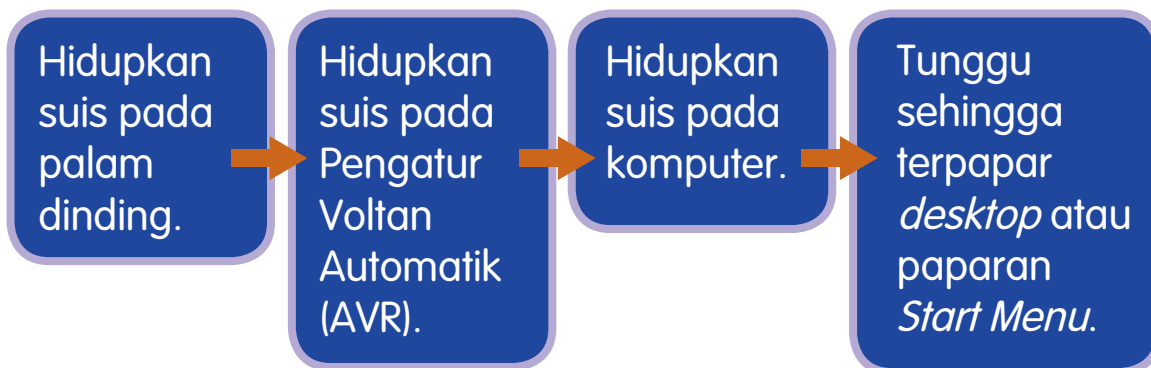 Hidupkan
suis pada
palam
dinding.
Hidupkan
suis pada
Pengatur
Voltan
Automatik
(AVR).
Hidupkan
suis pada
komputer.
Tunggu
sehingga
terpapar
desktop atau
paparan
Start Menu.